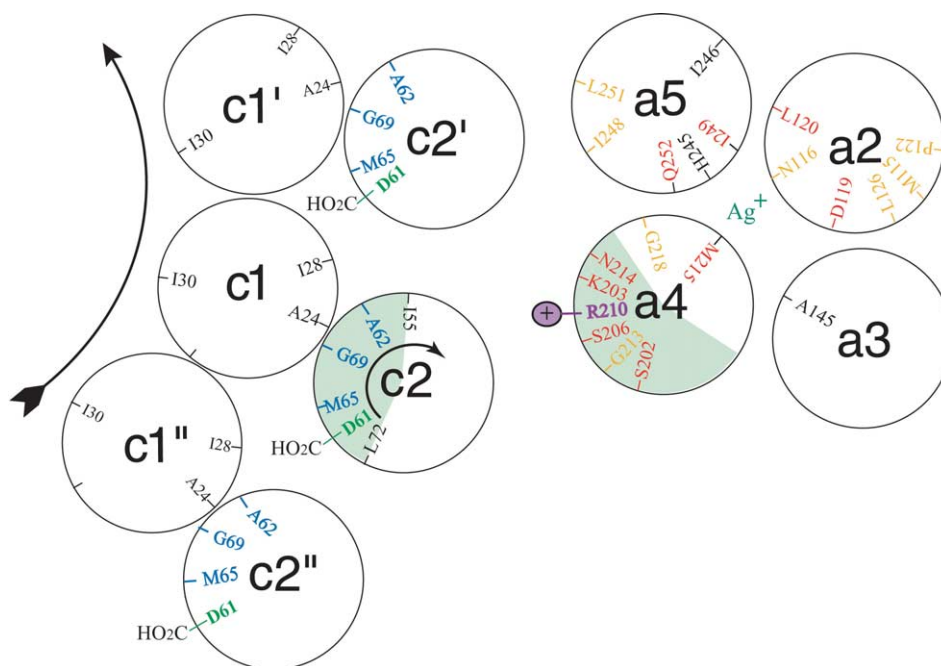 I28
A24
c1'
I30
A62
G69
c2'
M65
D61
HO2C
I246
L251
a5
I248
I249
H245
Q252
L120
a2
N116
P122
M115
L126
D119
Ag+
I28
I30
c1
A24
I55
A62
G69
c2
M65
D61
L72
HO2C
G218
M215
N214
K203
a4
+
R210
S206
G213
S202
A145
a3
I30
c1"
I28
A24
A62
G69
M65
c2"
D61
HO2C